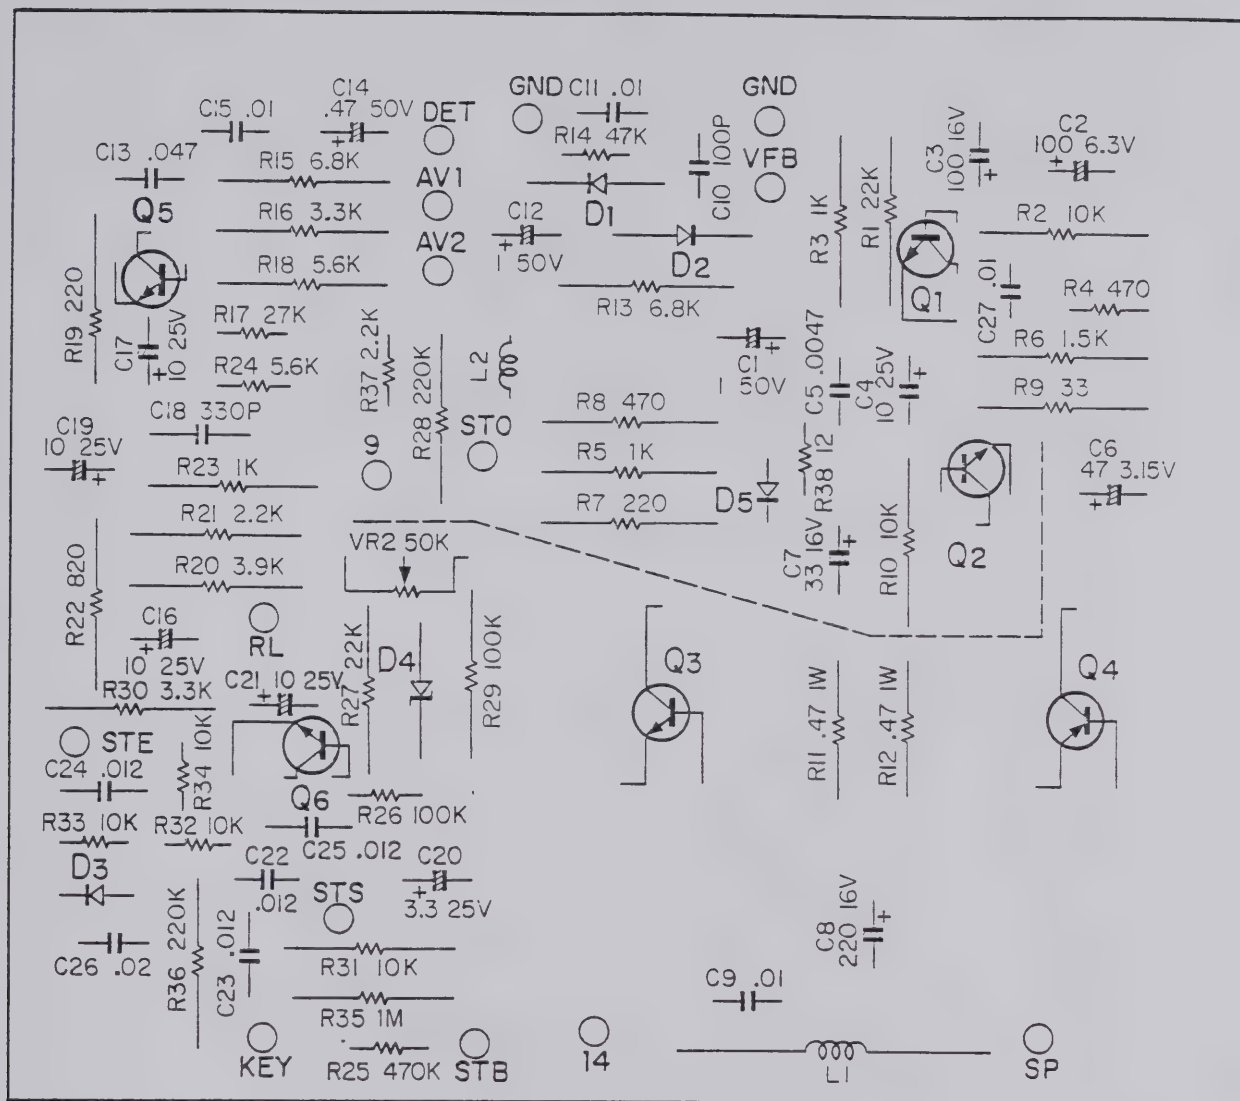 C15 .01
C14
.47 50V
DET
GND
C11 .01
GND
C3
100 16V
C2
100 6.3V
C13 .047
R15 6.8K
R14 47K
C10 100P
VFB
Q5
AV1
D1
R3 1K
R1 22K
R2 10K
R16 3.3K
C12
1 50V
AV2
D2
R19 220
R18 5.6K
R13 6.8K
Q1
C27 .01
R4 470
C17
10 25V
R17 27K
R37 2.2K
R28 220K
L2
C1
1 50V
C5 .0047
C4
10 25V
R6 1.5K
R24 5.6K
R9 33
C18 330P
C19
10 25V
9
STO
R8 470
R23 1K
R5 1K
D5
R38 12
C6
47 3.15V
R21 2.2K
R7 220
VR2 50K
C7
33 16V
R10 10K
Q2
R20 3.9K
R22 820
RL
C16
10 25V
R27 22K
D4
R29 100K
Q3
Q4
R30 3.3K
C21 10 25V
R11 .47 1W
R12 .47 1W
STE
R34 10K
C24 .012
Q6
R26 100K
R33 10K
R32 10K
C25 .012
D3
C22
.012
STS
C20
3.3 25V
R36 220K
C23 .012
C8
220 16V
C26 .02
R31 10K
C9 .01
R35 1M
KEY
R25 470K
STB
14
L1
SP